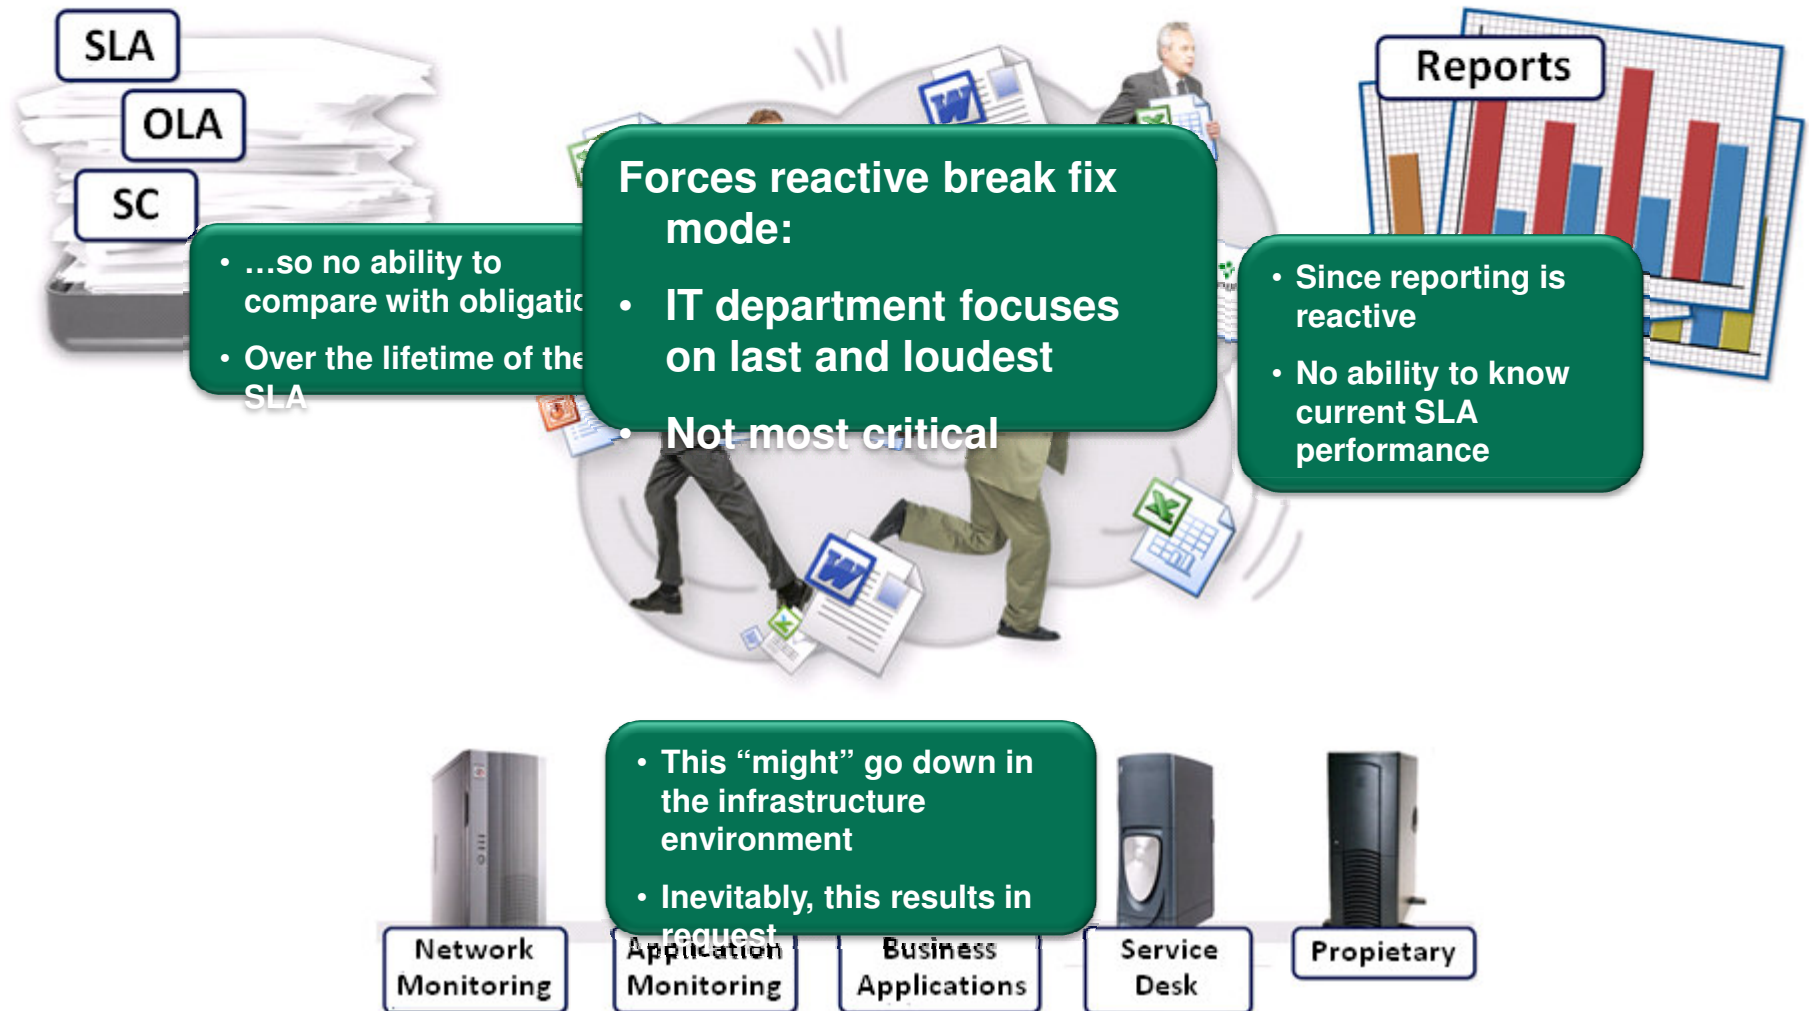 SLA
OLA
SC
Reports
• …so no ability to
compare with
• Over the lifetime of the
SLA
Forces reactive break fix
mode:
• IT department focuses
on last and loudest
• Not most critical
• Since reporting is
reactive
• No ability to know
current SLA
performance
• This “might” go down in
the infrastructure
environment
• Inevitably, this results in
request
Network
Monitoring
Application
Monitoring
Business
Applications
Service
Desk
Propietary